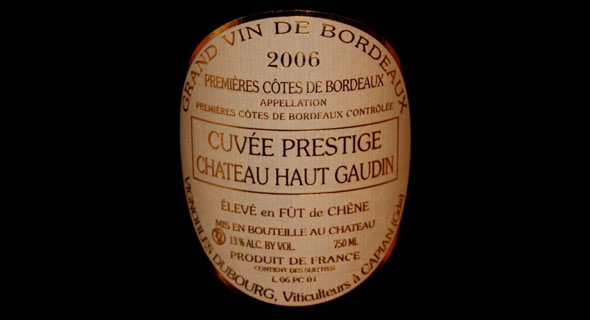 GRAND VIN DE BORDEAUX
2006
PREMIÈRES CÔTES DE BORDEAUX
APPELLATION
PREMIÈRES CÔTES DE BORDEAUX CONTRÔLÉE
CUVÉE PRESTIGE
CHATEAU HAUT GAUDIN
ÉLEVÉ en FÛT de CHÊNE
MIS EN BOUTEILLE AU CHATEAU
13 % ALC. BY VOL. 750 ML
PRODUIT DE FRANCE
CONTIENT DES SULFITES
L 06 PC 01
VIGNOBLES DUBOURG, Viticulteurs à CAPIAN (Gde)